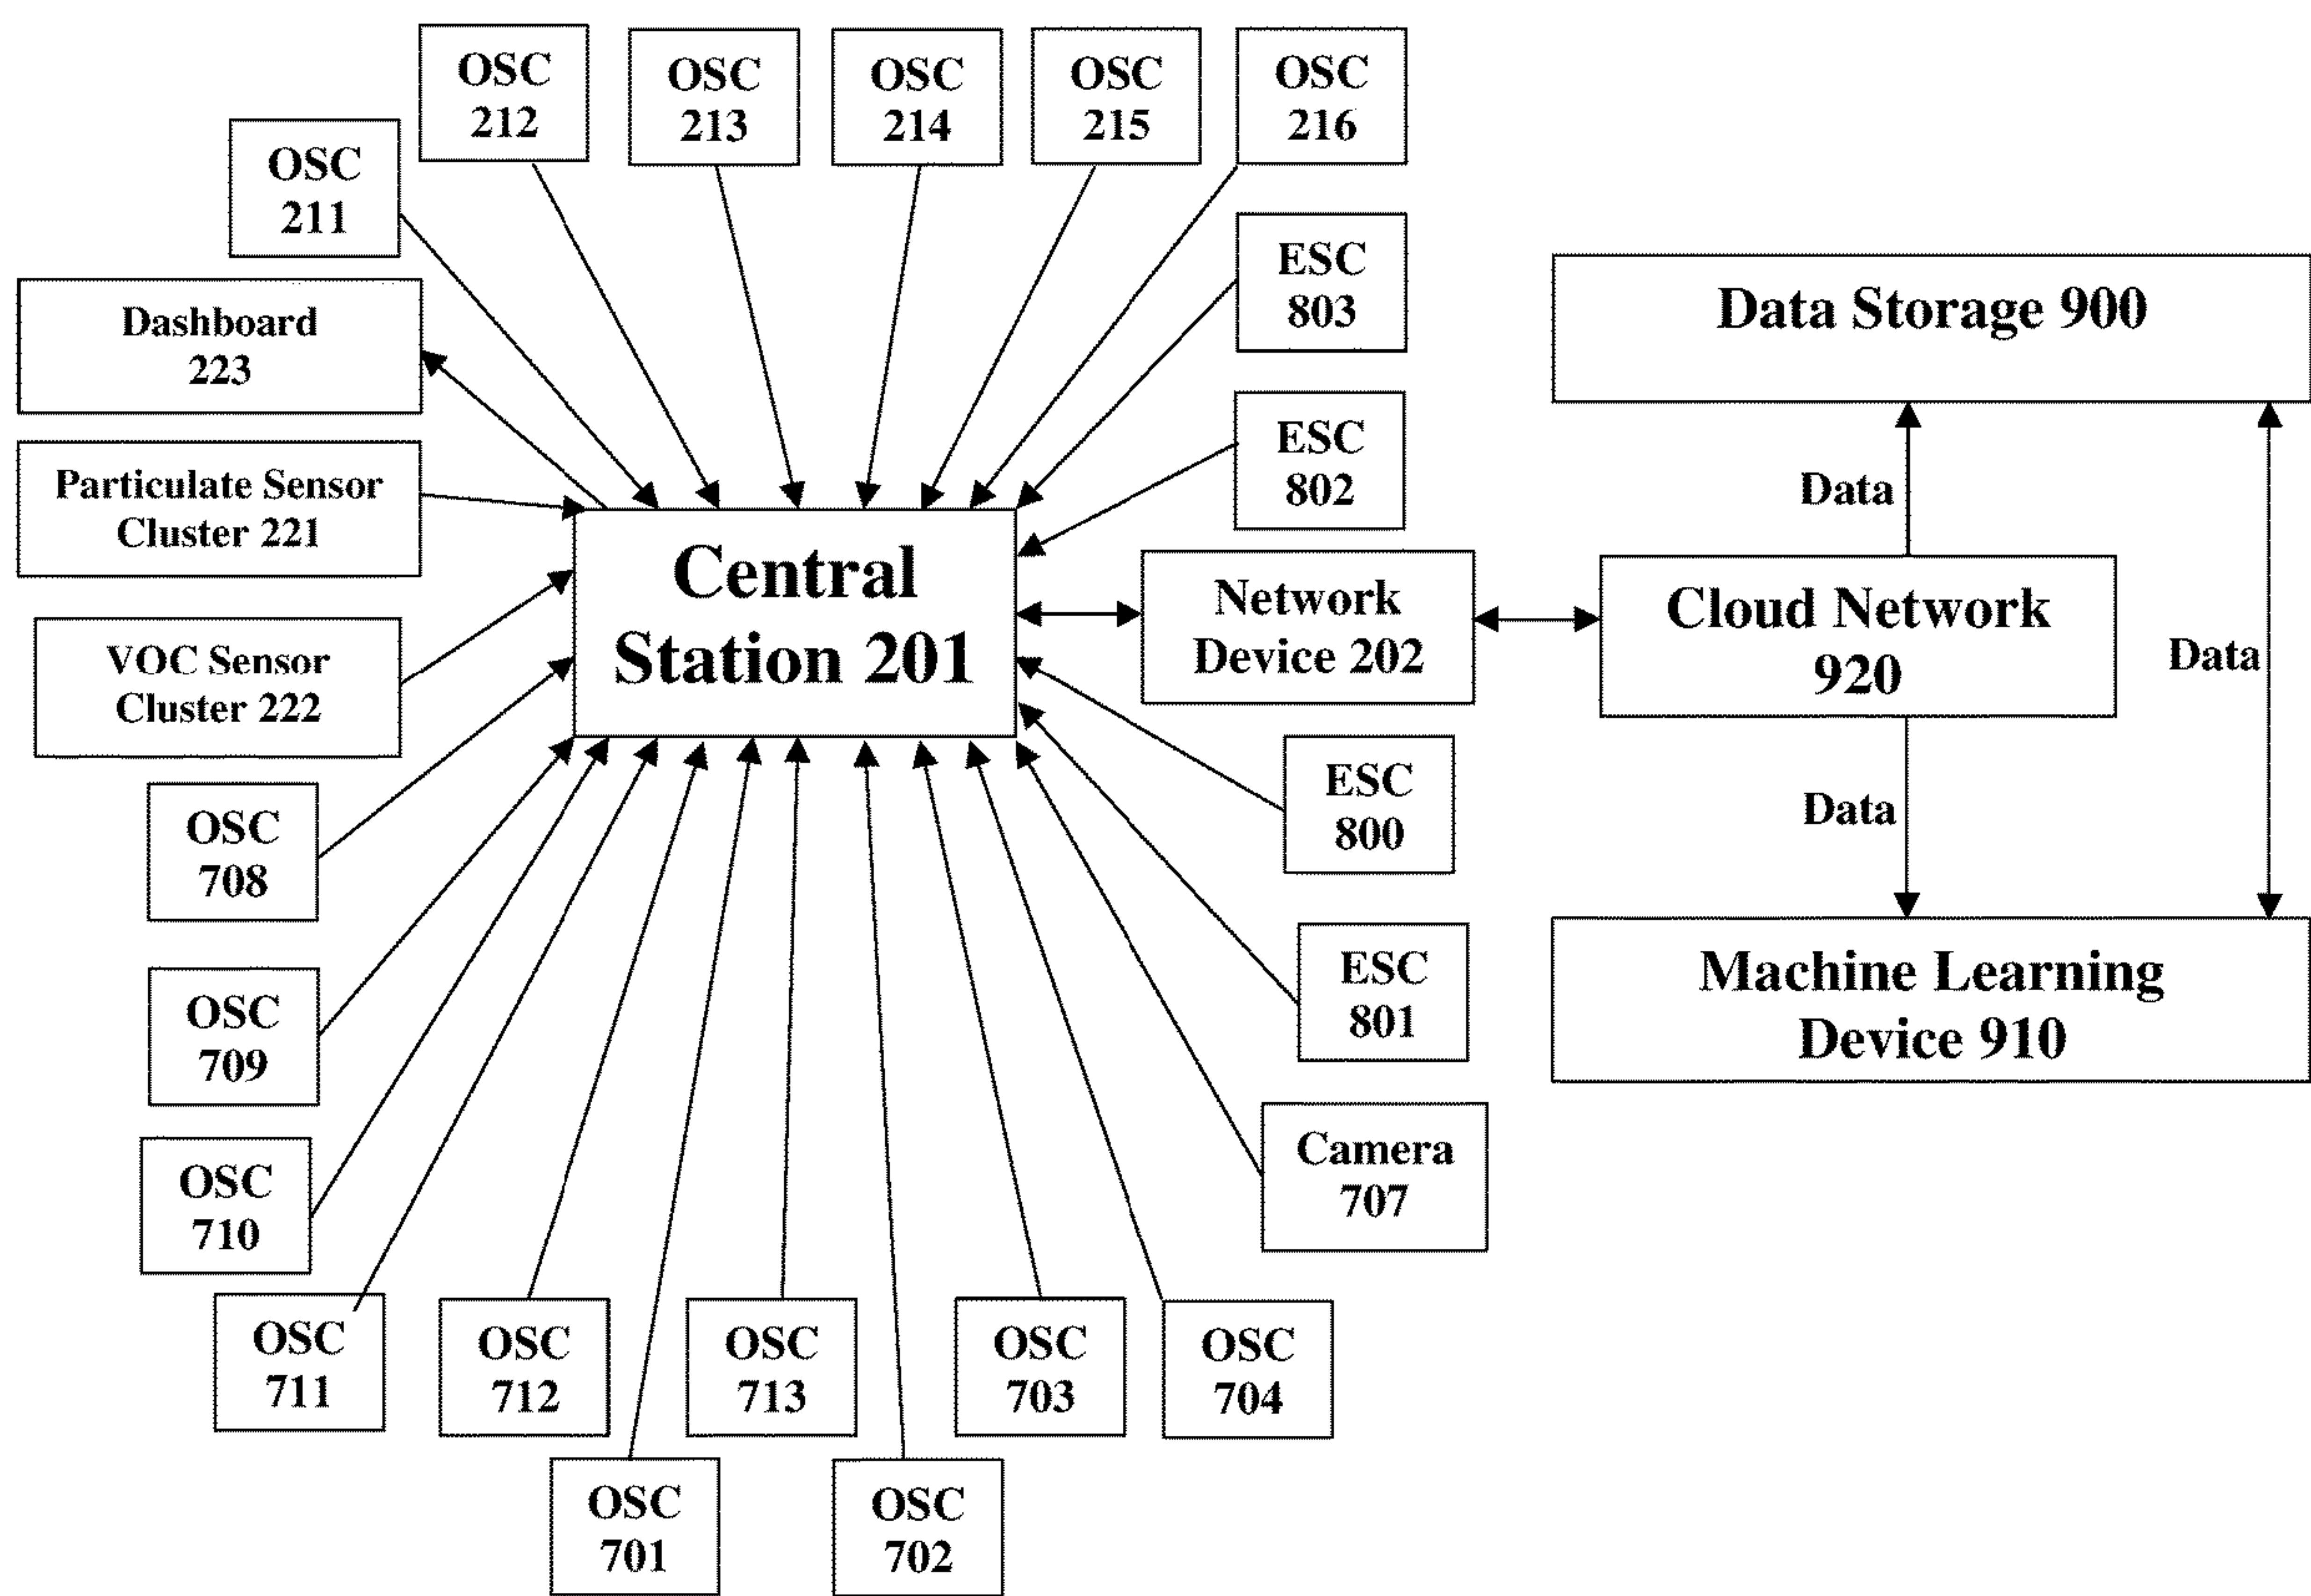 OSC
212
OSC
213
OSC
214
OSC
215
OSC
216
OSC
211
ESC
803
Dashboard
223
Data Storage 900
ESC
802
Particulate Sensor
Cluster 221
Data
Central
Station 201
Network
Device 202
Cloud Network
920
Data
VOC Sensor
Cluster 222
ESC
800
Data
OSC
708
ESC
801
Machine Learning
Device 910
OSC
709
Camera
707
OSC
710
OSC
711
OSC
712
OSC
713
OSC
703
OSC
704
OSC
701
OSC
702